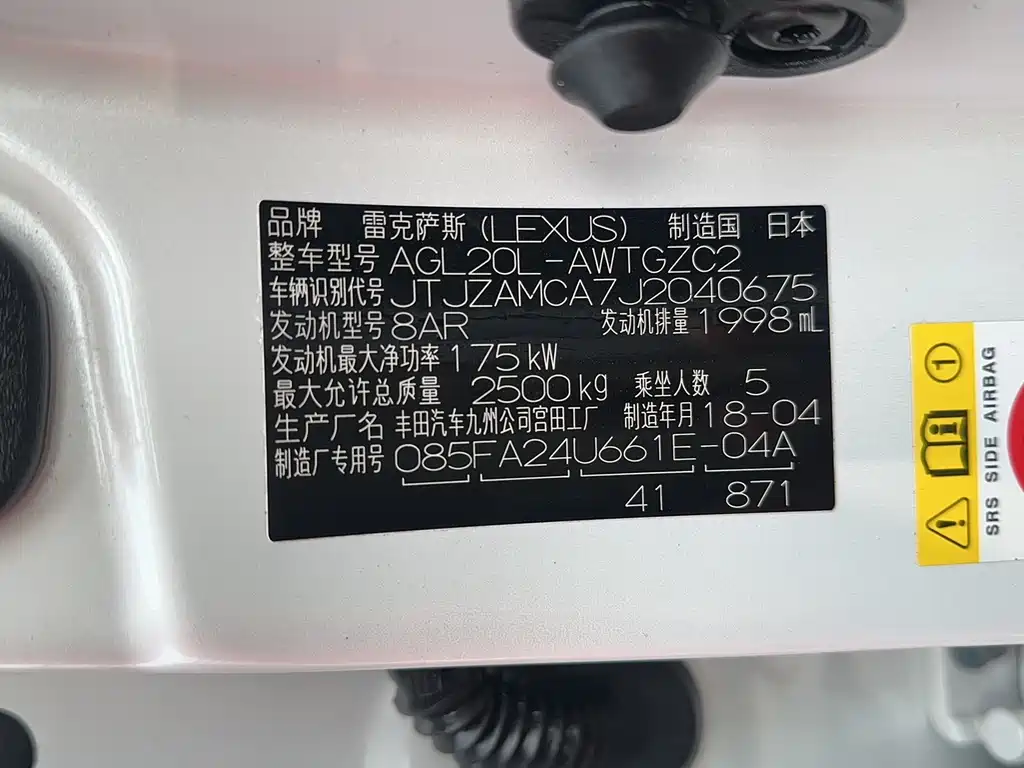 品牌 雷克萨斯(LEXUS) 制造国 日本
整车型号 AGL20L-AWTGZC2
车辆识别代号 JTJZAMCA7J2040675
发动机型号 8AR 发动机排量 1998 mL
发动机最大净功率 175 kW
最大允许总质量 2500 kg 乘坐人数 5
生产厂名 丰田汽车九州公司宫田工厂 制造年月 18-04
制造厂专用号 085FA24U661E-04A
41 871
SRS SIDE AIRBAG
1